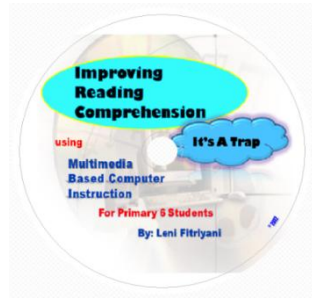 Improving
Reading
Comprehension
using
It's A Trap
Multimedia
Based Computer
Instruction
For Primary 6 Students
By: Leni Fitriyani